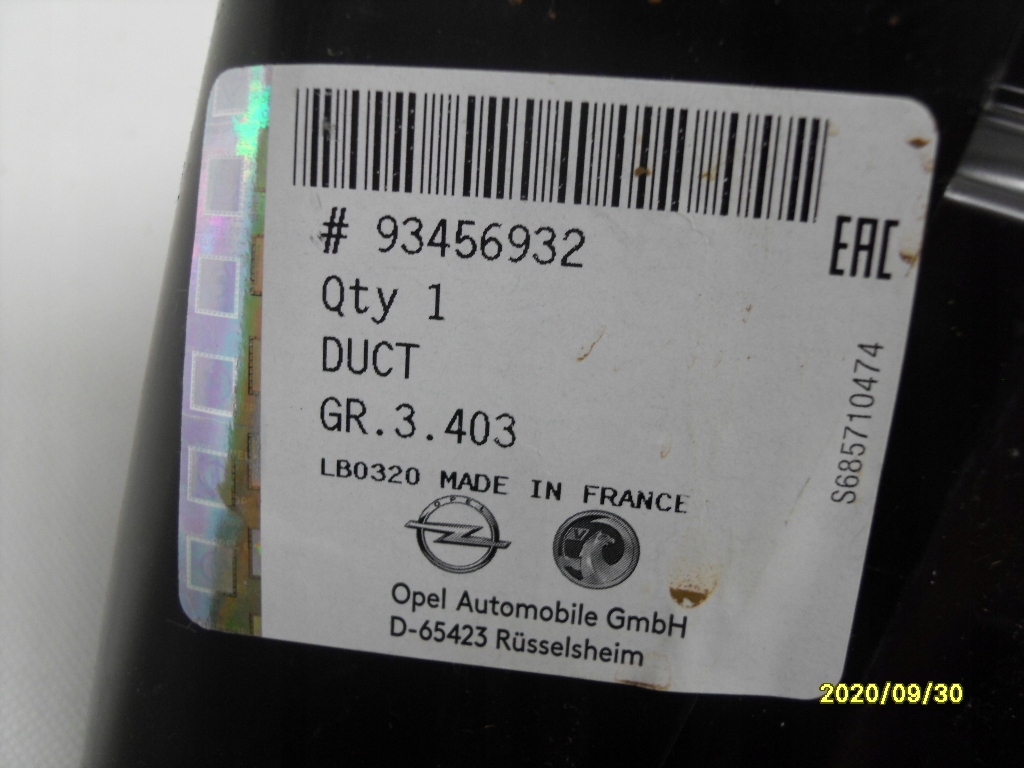 # 93456932
EAC
Qty 1
DUCT
GR.3.403
S685710474
LB0320 MADE IN FRANCE
OPEL
Opel Automobile GmbH
D-65423 Rüsselsheim
2020/09/30